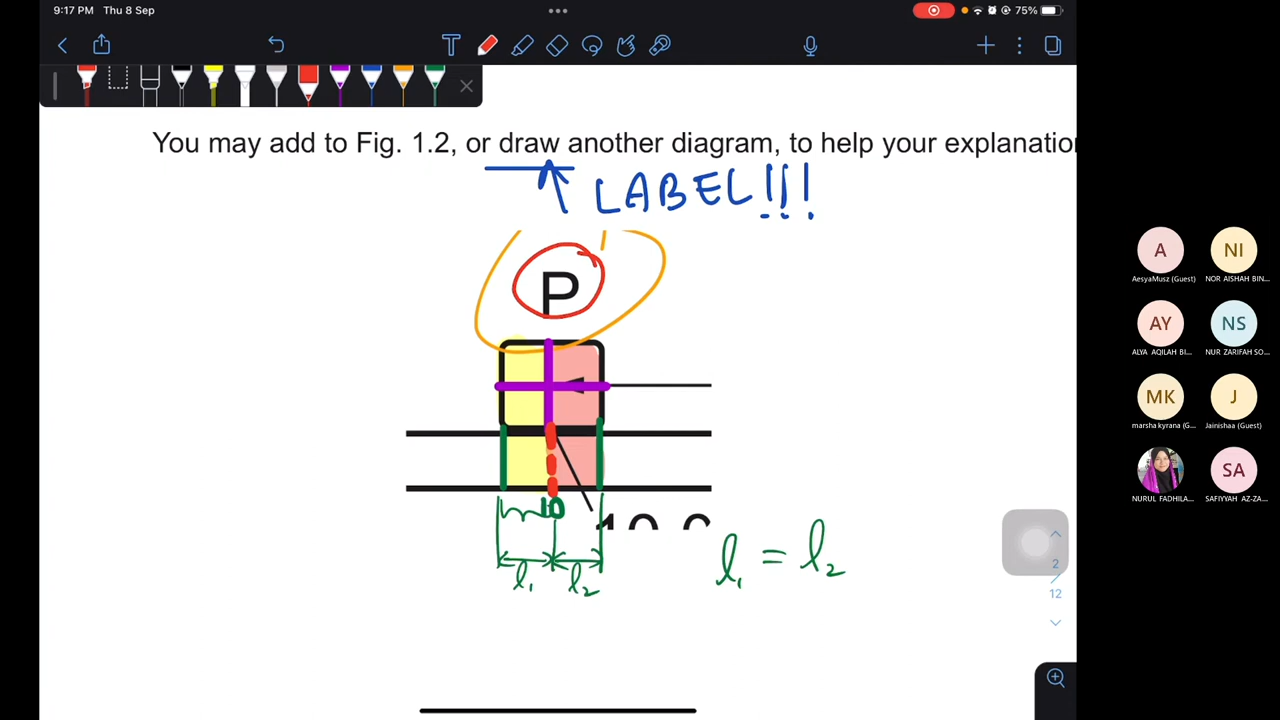 9:17 PM Thu 8 Sep
75%
You may add to Fig. 1.2, or draw another diagram, to help your explanation
LABEL!!!
P
10
l₁ l₂
l₁ = l₂
2
12
A
AesyaMusz (Guest)
NI
NOR AISHAH BIN...
AY
ALYA AQILAH BI...
NS
NUR ZARIFAH SO...
MK
marsha kyrana (G...
J
Jainishaa (Guest)
NURUL FADHILA...
SA
SAFIYYAH AZ-ZA...